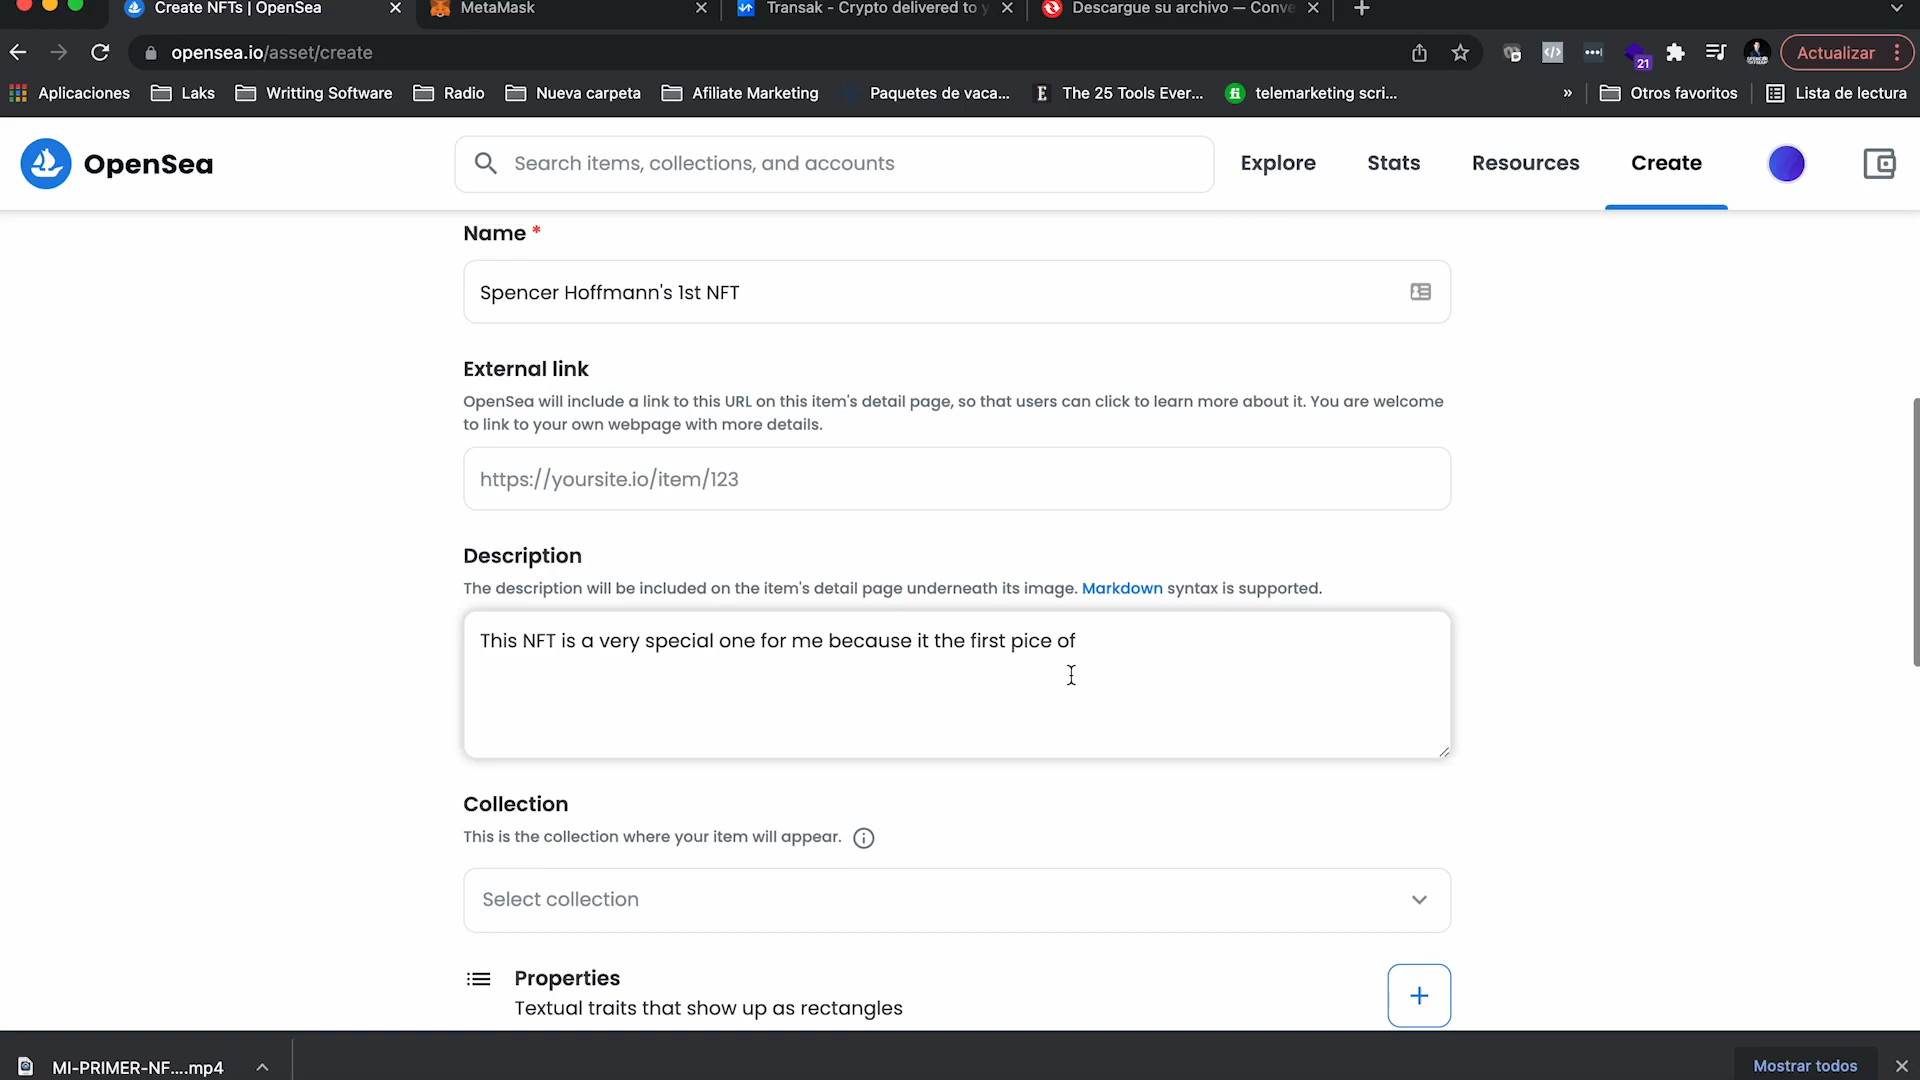 Create NFTs | OpenSea
MetaMask
Transak - Crypto delivered to y
Descargue su archivo — Conve
opensea.io/asset/create
21
Actualizar
Aplicaciones
Laks
Writting Software
Radio
Nueva carpeta
Afiliate Marketing
Paquetes de vaca...
The 25 Tools Ever...
telemarketing scri...
»
Otros favoritos
Lista de lectura
OpenSea
Search items, collections, and accounts
Explore
Stats
Resources
Create
Name *
Spencer Hoffmann's 1st NFT
External link
OpenSea will include a link to this URL on this item's detail page, so that users can click to learn more about it. You are welcome
to link to your own webpage with more details.
https://yoursite.io/item/123
Description
The description will be included on the item's detail page underneath its image. Markdown syntax is supported.
This NFT is a very special one for me because it the first pice of
Collection
This is the collection where your item will appear.
Select collection
Properties
Textual traits that show up as rectangles
MI-PRIMER-NF....mp4
Mostrar todos